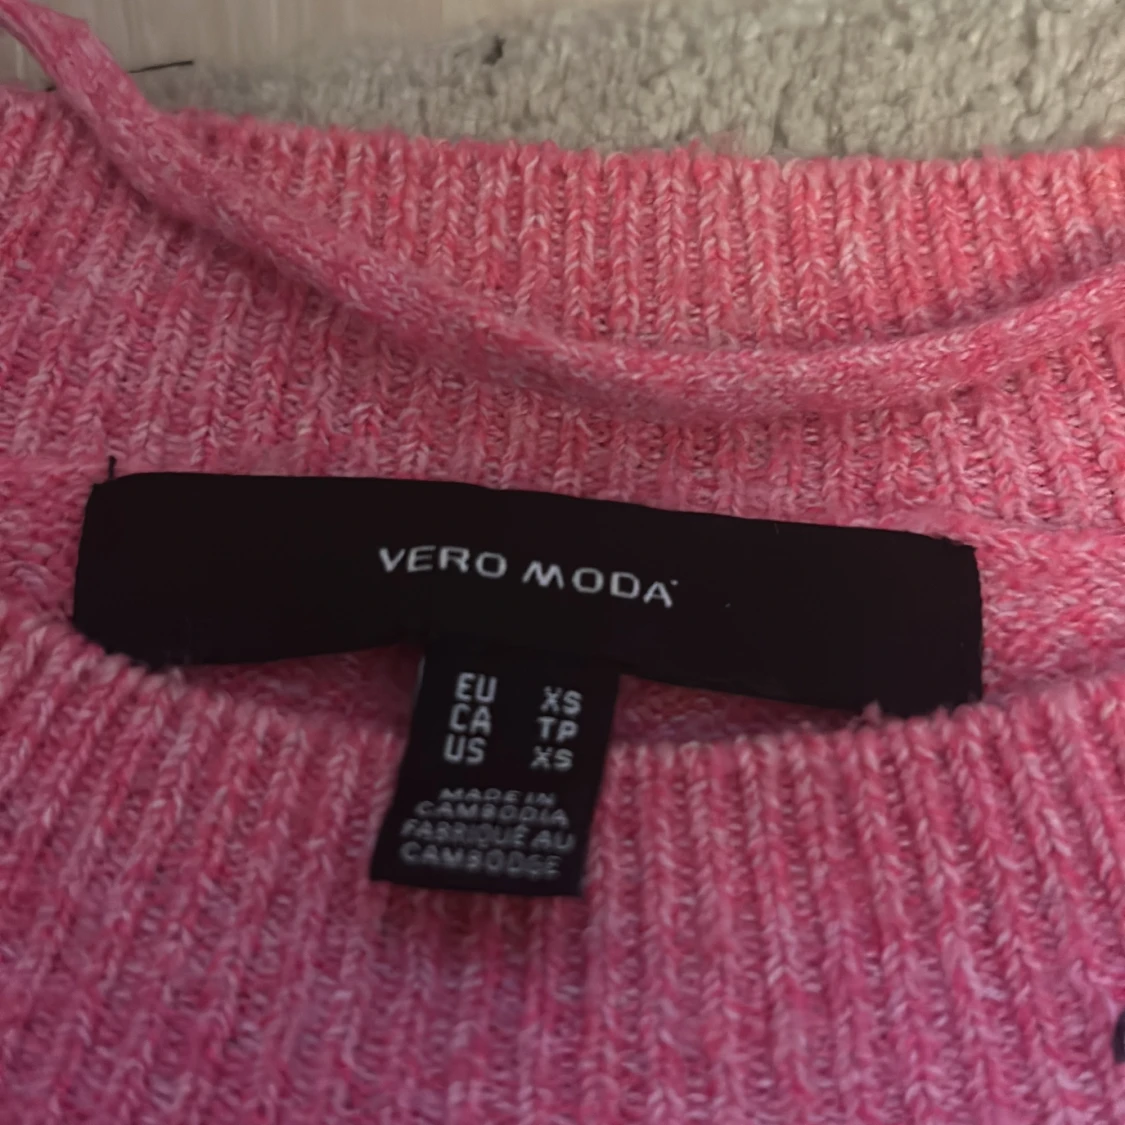 VERO MODA
EU XS
CA TP
US XS
MADE IN
CAMBODIA
FABRIQUÉ AU
CAMBODGE